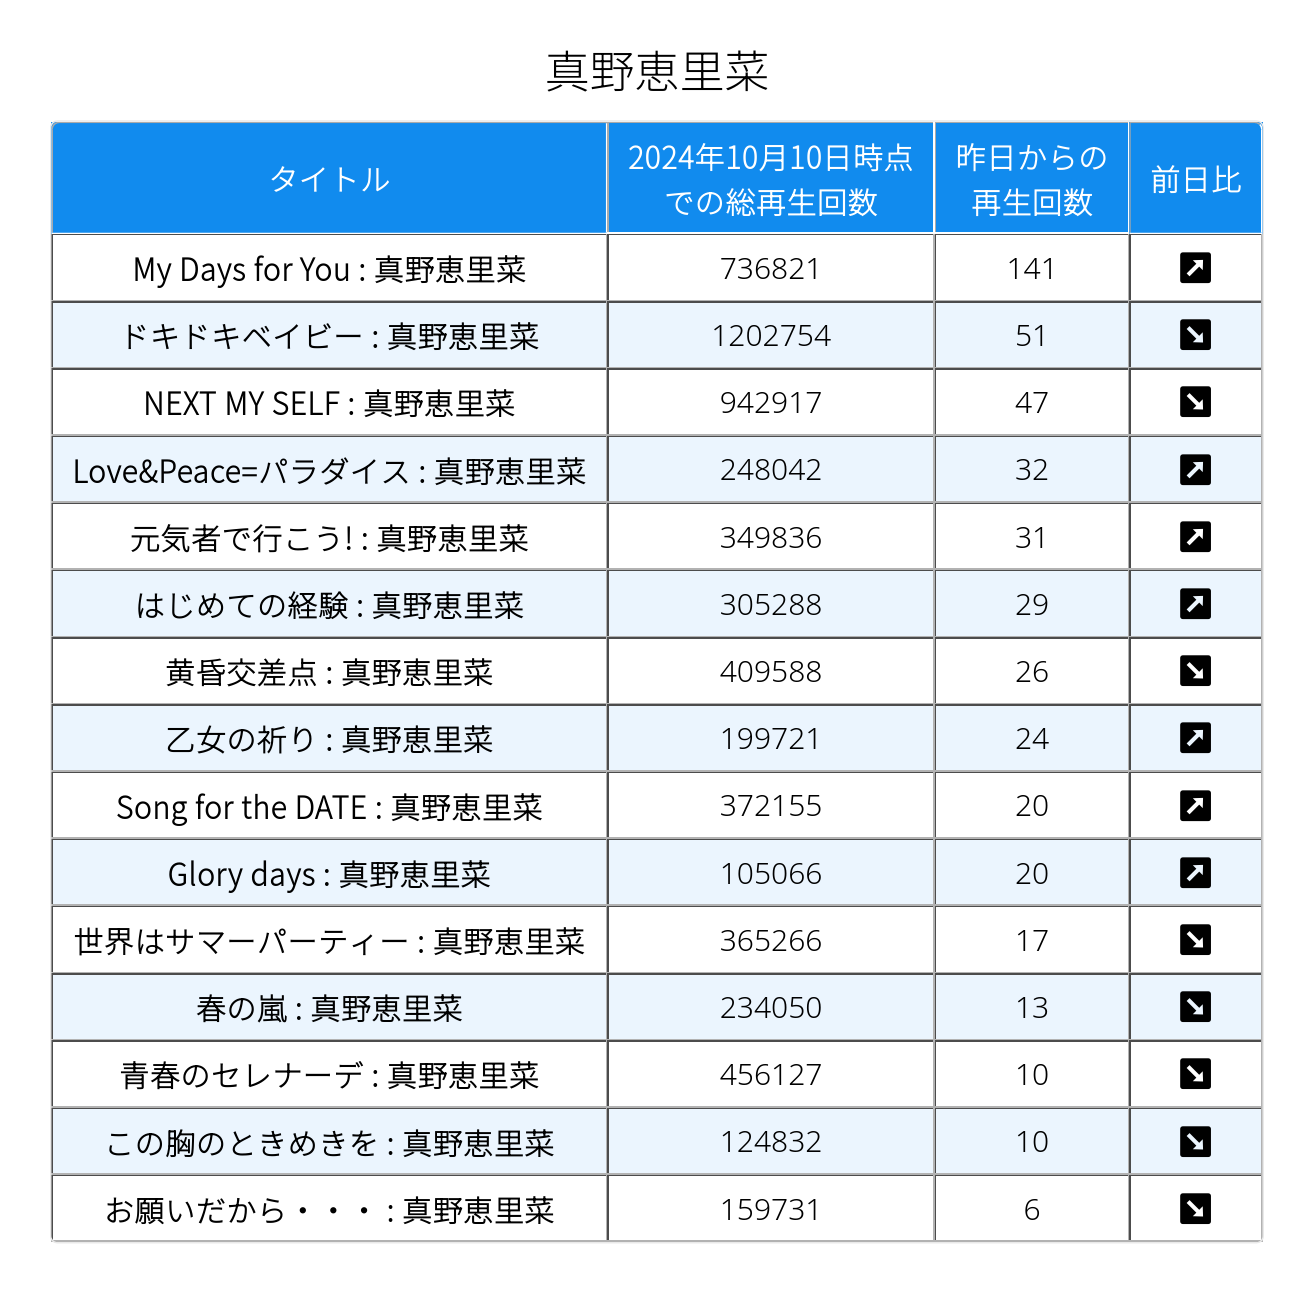 真野恵里菜
タイトル 2024年10月10日時点での総再生回数 昨日からの再生回数 前日比
My Days for You : 真野恵里菜 736821 141 ↗
ドキドキベイビー : 真野恵里菜 1202754 51 ↘
NEXT MY SELF : 真野恵里菜 942917 47 ↘
Love&Peace=パラダイス : 真野恵里菜 248042 32 ↗
元気者で行こう! : 真野恵里菜 349836 31 ↗
はじめての経験 : 真野恵里菜 305288 29 ↗
黄昏交差点 : 真野恵里菜 409588 26 ↘
乙女の祈り : 真野恵里菜 199721 24 ↗
Song for the DATE : 真野恵里菜 372155 20 ↗
Glory days : 真野恵里菜 105066 20 ↗
世界はサマーパーティー : 真野恵里菜 365266 17 ↘
春の嵐 : 真野恵里菜 234050 13 ↘
青春のセレナーデ : 真野恵里菜 456127 10 ↘
この胸のときめきを : 真野恵里菜 124832 10 ↘
お願いだから・・・ : 真野恵里菜 159731 6 ↘